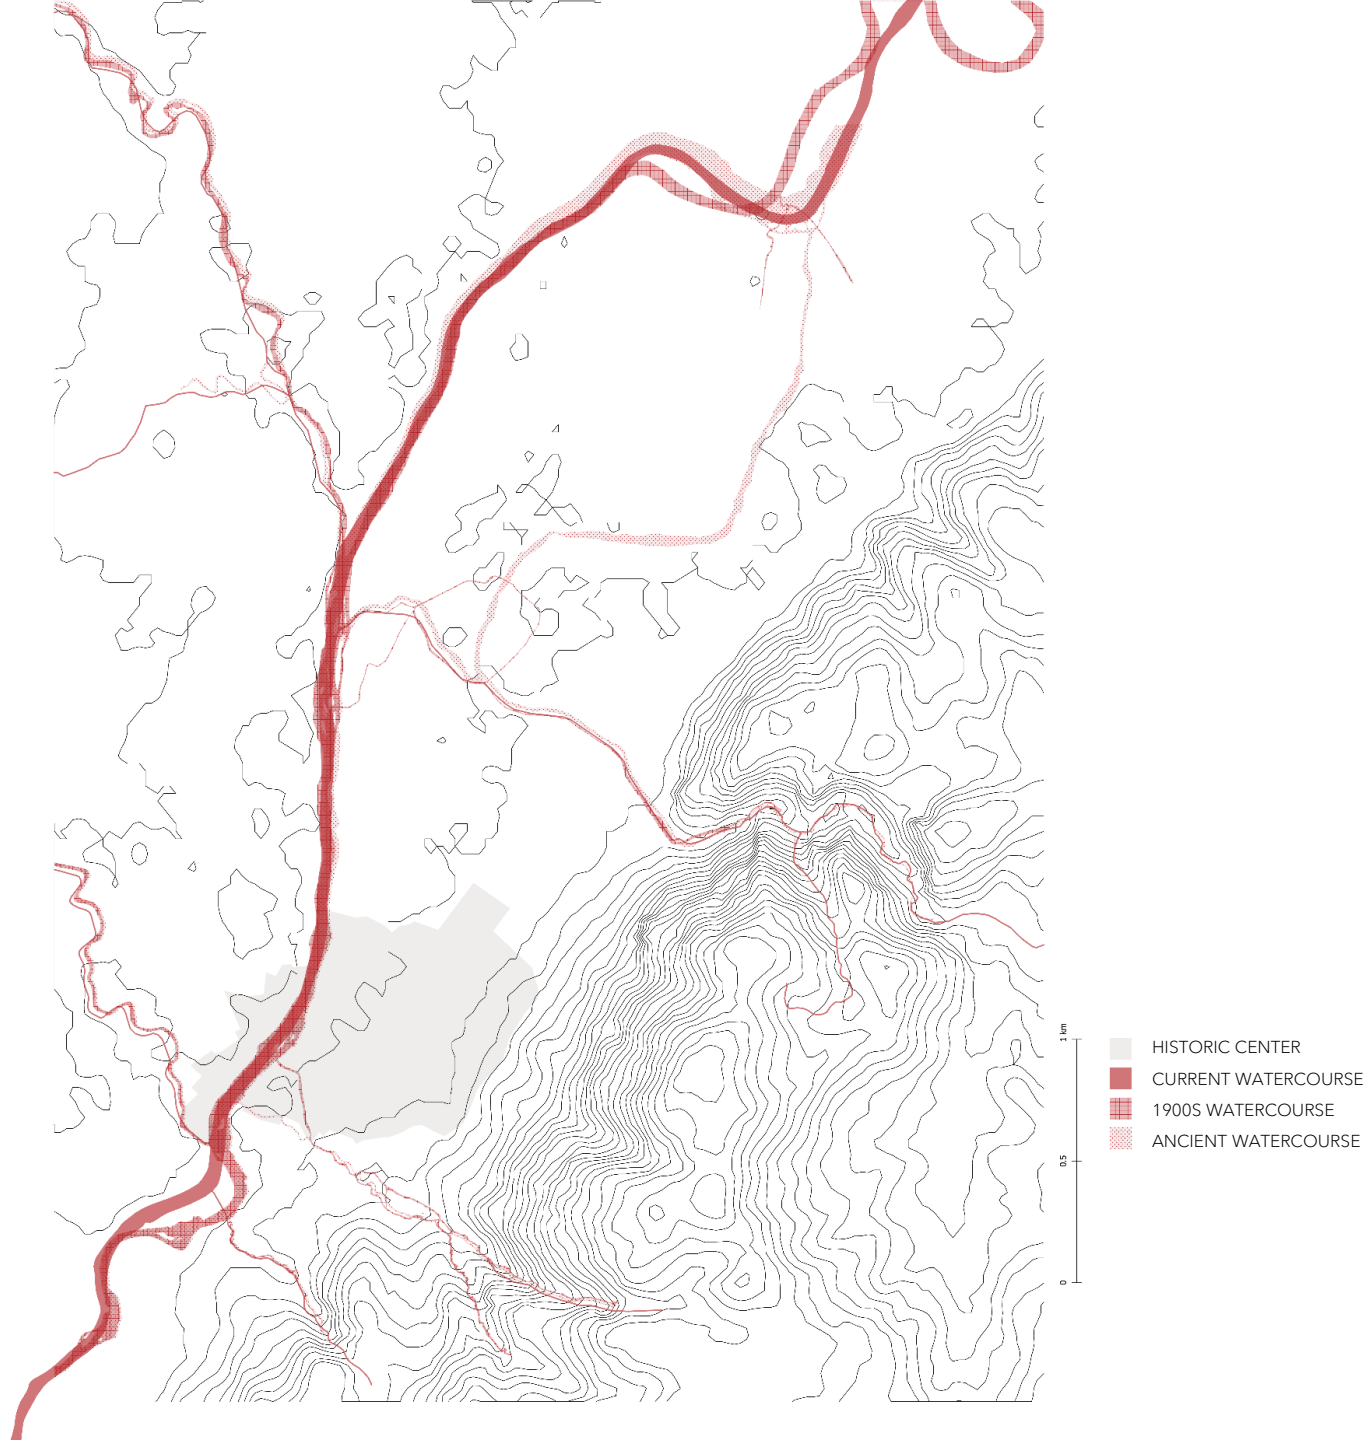 1 km
HISTORIC CENTER
CURRENT WATERCOURSE
1900S WATERCOURSE
ANCIENT WATERCOURSE
0.5
0